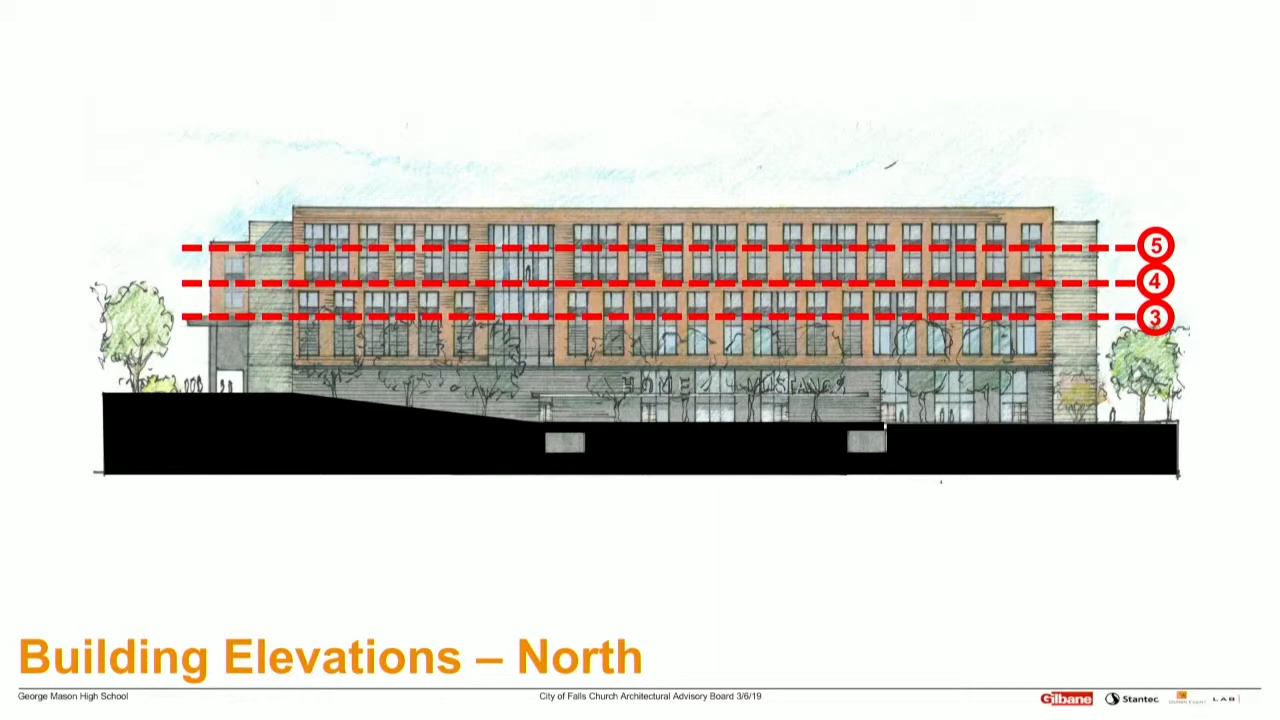 5
4
3
HOME MUSTANGS
Building Elevations – North
George Mason High School
City of Falls Church Architectural Advisory Board 3/6/19
Gilbane
Stantec
LAB